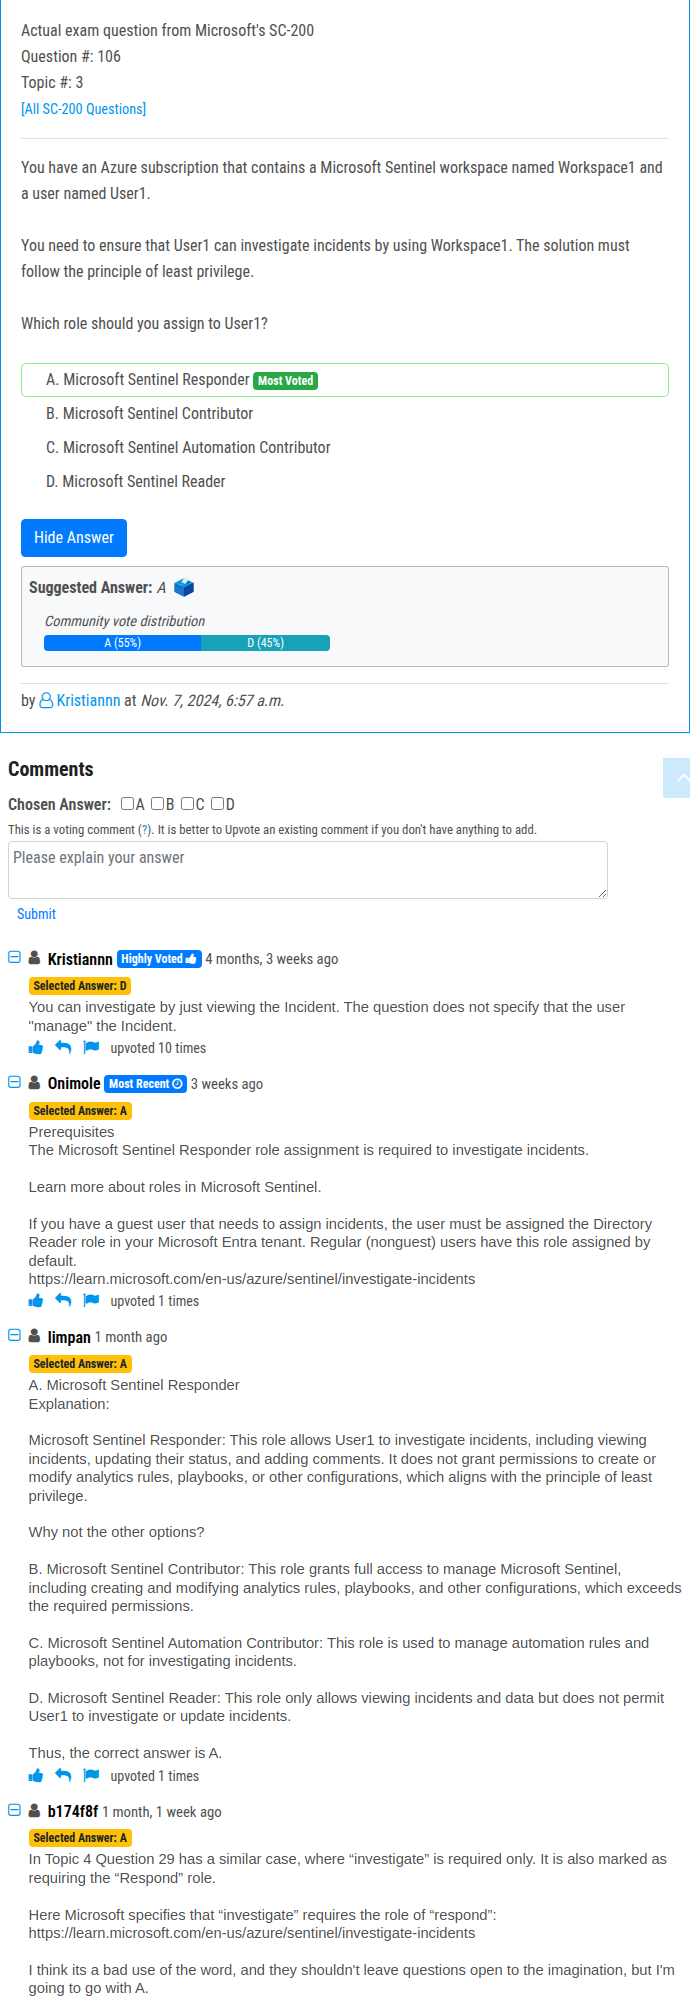 Actual exam question from Microsoft's SC-200
Question #: 106
Topic #: 3
[All SC-200 Questions]
You have an Azure subscription that contains a Microsoft Sentinel workspace named Workspace1 and
a user named User1.
You need to ensure that User1 can investigate incidents by using Workspace1. The solution must
follow the principle of least privilege.
Which role should you assign to User1?
A. Microsoft Sentinel Responder Most Voted
B. Microsoft Sentinel Contributor
C. Microsoft Sentinel Automation Contributor
D. Microsoft Sentinel Reader
Hide Answer
Suggested Answer: A
Community vote distribution
A (55%) D (45%)
by Kristiannn at Nov. 7, 2024, 6:57 a.m.
Comments
Chosen Answer: A B C D
This is a voting comment (?). It is better to Upvote an existing comment if you don't have anything to add.
Please explain your answer
Submit
Kristiannn Highly Voted 4 months, 3 weeks ago
Selected Answer: D
You can investigate by just viewing the Incident. The question does not specify that the user
"manage" the Incident.
upvoted 10 times
Onimole Most Recent 3 weeks ago
Selected Answer: A
Prerequisites
The Microsoft Sentinel Responder role assignment is required to investigate incidents.
Learn more about roles in Microsoft Sentinel.
If you have a guest user that needs to assign incidents, the user must be assigned the Directory
Reader role in your Microsoft Entra tenant. Regular (nonguest) users have this role assigned by
default.
https://learn.microsoft.com/en-us/azure/sentinel/investigate-incidents
upvoted 1 times
limpan 1 month ago
Selected Answer: A
A. Microsoft Sentinel Responder
Explanation:
Microsoft Sentinel Responder: This role allows User1 to investigate incidents, including viewing
incidents, updating their status, and adding comments. It does not grant permissions to create or
modify analytics rules, playbooks, or other configurations, which aligns with the principle of least
privilege.
Why not the other options?
B. Microsoft Sentinel Contributor: This role grants full access to manage Microsoft Sentinel,
including creating and modifying analytics rules, playbooks, and other configurations, which exceeds
the required permissions.
C. Microsoft Sentinel Automation Contributor: This role is used to manage automation rules and
playbooks, not for investigating incidents.
D. Microsoft Sentinel Reader: This role only allows viewing incidents and data but does not permit
User1 to investigate or update incidents.
Thus, the correct answer is A.
upvoted 1 times
b174f8f 1 month, 1 week ago
Selected Answer: A
In Topic 4 Question 29 has a similar case, where “investigate” is required only. It is also marked as
requiring the “Respond” role.
Here Microsoft specifies that “investigate” requires the role of “respond”:
https://learn.microsoft.com/en-us/azure/sentinel/investigate-incidents
I think its a bad use of the word, and they shouldn't leave questions open to the imagination, but I'm
going to go with A.